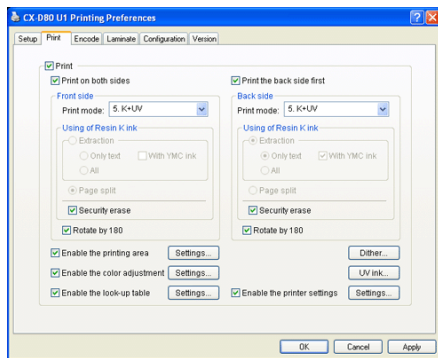 CX-D80 U1 Printing Preferences
Setup Print Encode Laminate Configuration Version
Print
Print on both sides
Print the back side first
Front side
Print mode: 5. K+UV
Using of Resin K ink
Extraction
Only text With YMC ink
All
Page split
Security erase
Rotate by 180
Back side
Print mode: 5. K+UV
Using of Resin K ink
Extraction
Only text With YMC ink
All
Page split
Security erase
Rotate by 180
Enable the printing area Settings... Dither...
Enable the color adjustment Settings... UV ink...
Enable the look-up table Settings... Enable the printer settings Settings...
OK Cancel Apply